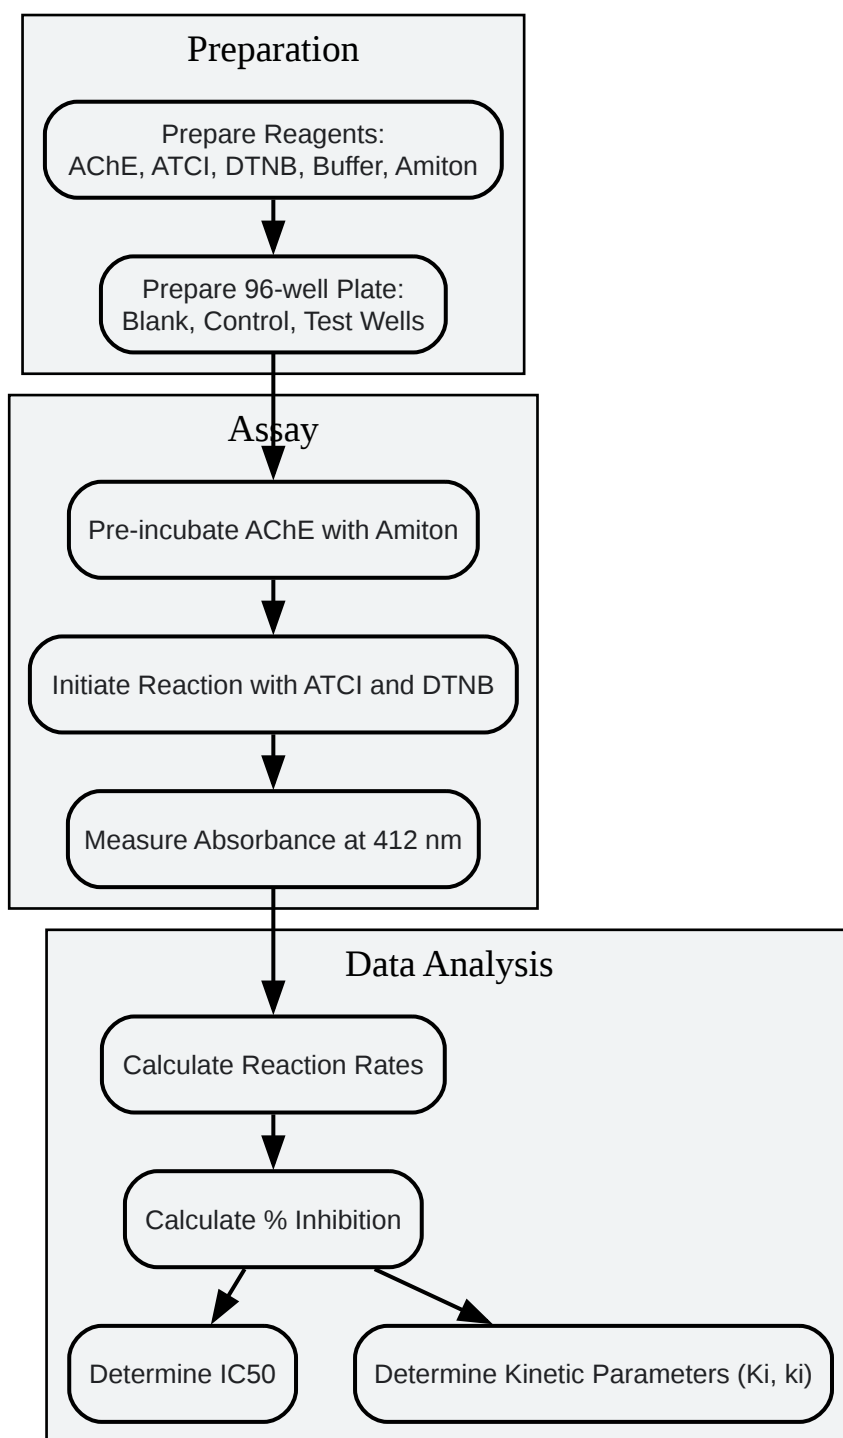 Preparation
Prepare Reagents:
AChE, ATCI, DTNB, Buffer, Amiton
Prepare 96-well Plate:
Blank, Control, Test Wells
Assay
Pre-incubate AChE with Amiton
Initiate Reaction with ATCI and DTNB
Measure Absorbance at 412 nm
Data Analysis
Calculate Reaction Rates
Calculate % Inhibition
Determine IC50
Determine Kinetic Parameters (Ki, ki)